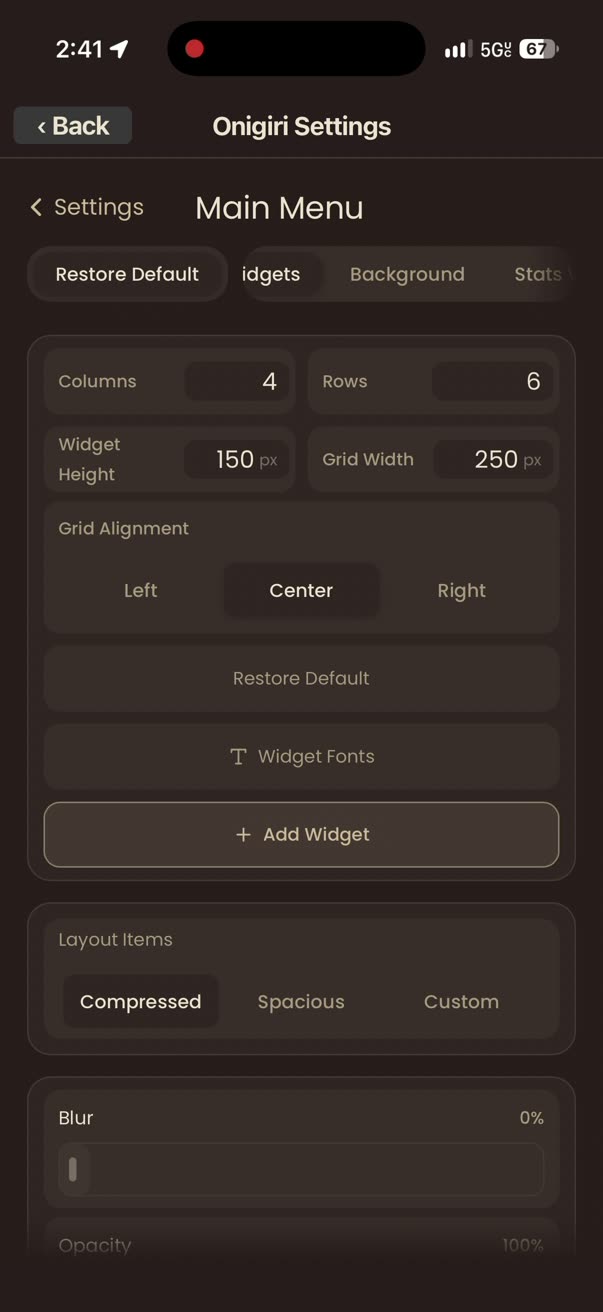 2:41
5G
67
‹ Back
Onigiri Settings
Settings
Main Menu
Restore Default
idgets
Background
Stats
Columns
4
Rows
6
Widget
Height
150 px
Grid Width
250 px
Grid Alignment
Left
Center
Right
Restore Default
Widget Fonts
+ Add Widget
Layout Items
Compressed
Spacious
Custom
Blur
0%
Opacity
100%